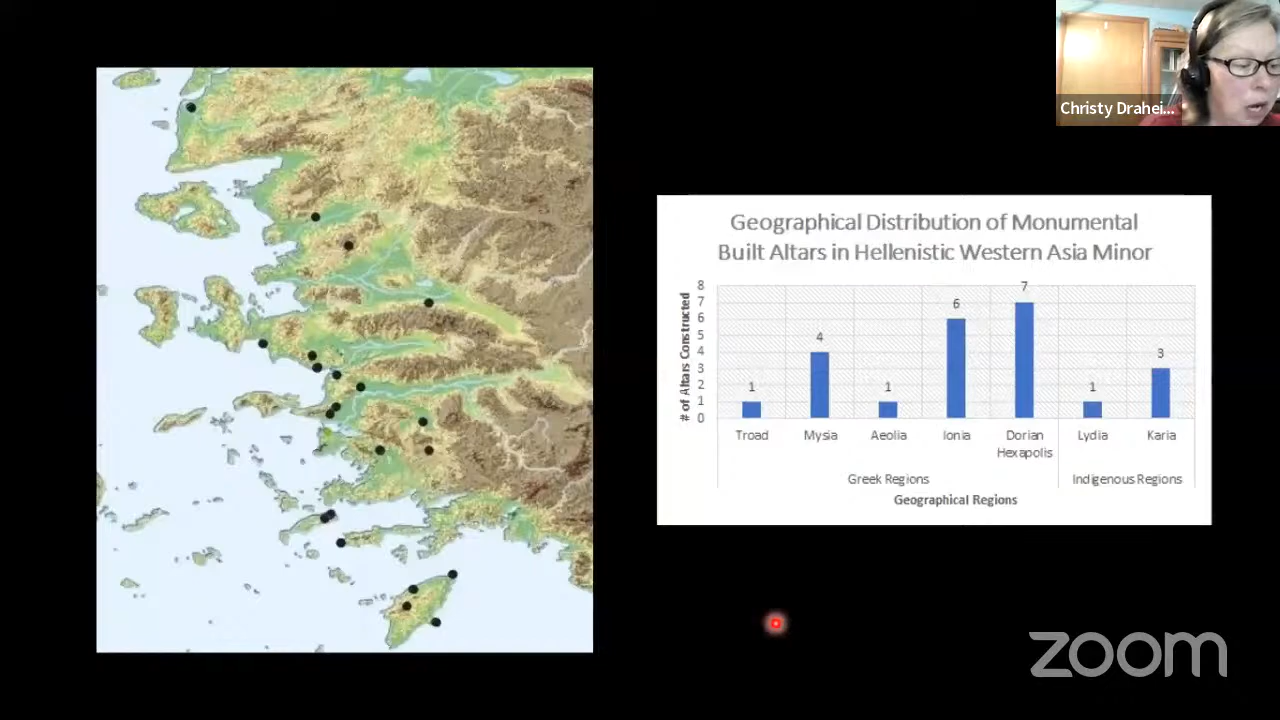 Christy Drahei...
Geographical Distribution of Monumental
Built Altars in Hellenistic Western Asia Minor
# of Altars Constructed
8
7
6
5
4
3
2
1
0
1
4
1
6
7
1
3
Troad
Mysia
Aeolia
Ionia
Dorian
Hexapolis
Lydia
Karia
Greek Regions
Indigenous Regions
Geographical Regions
zoom